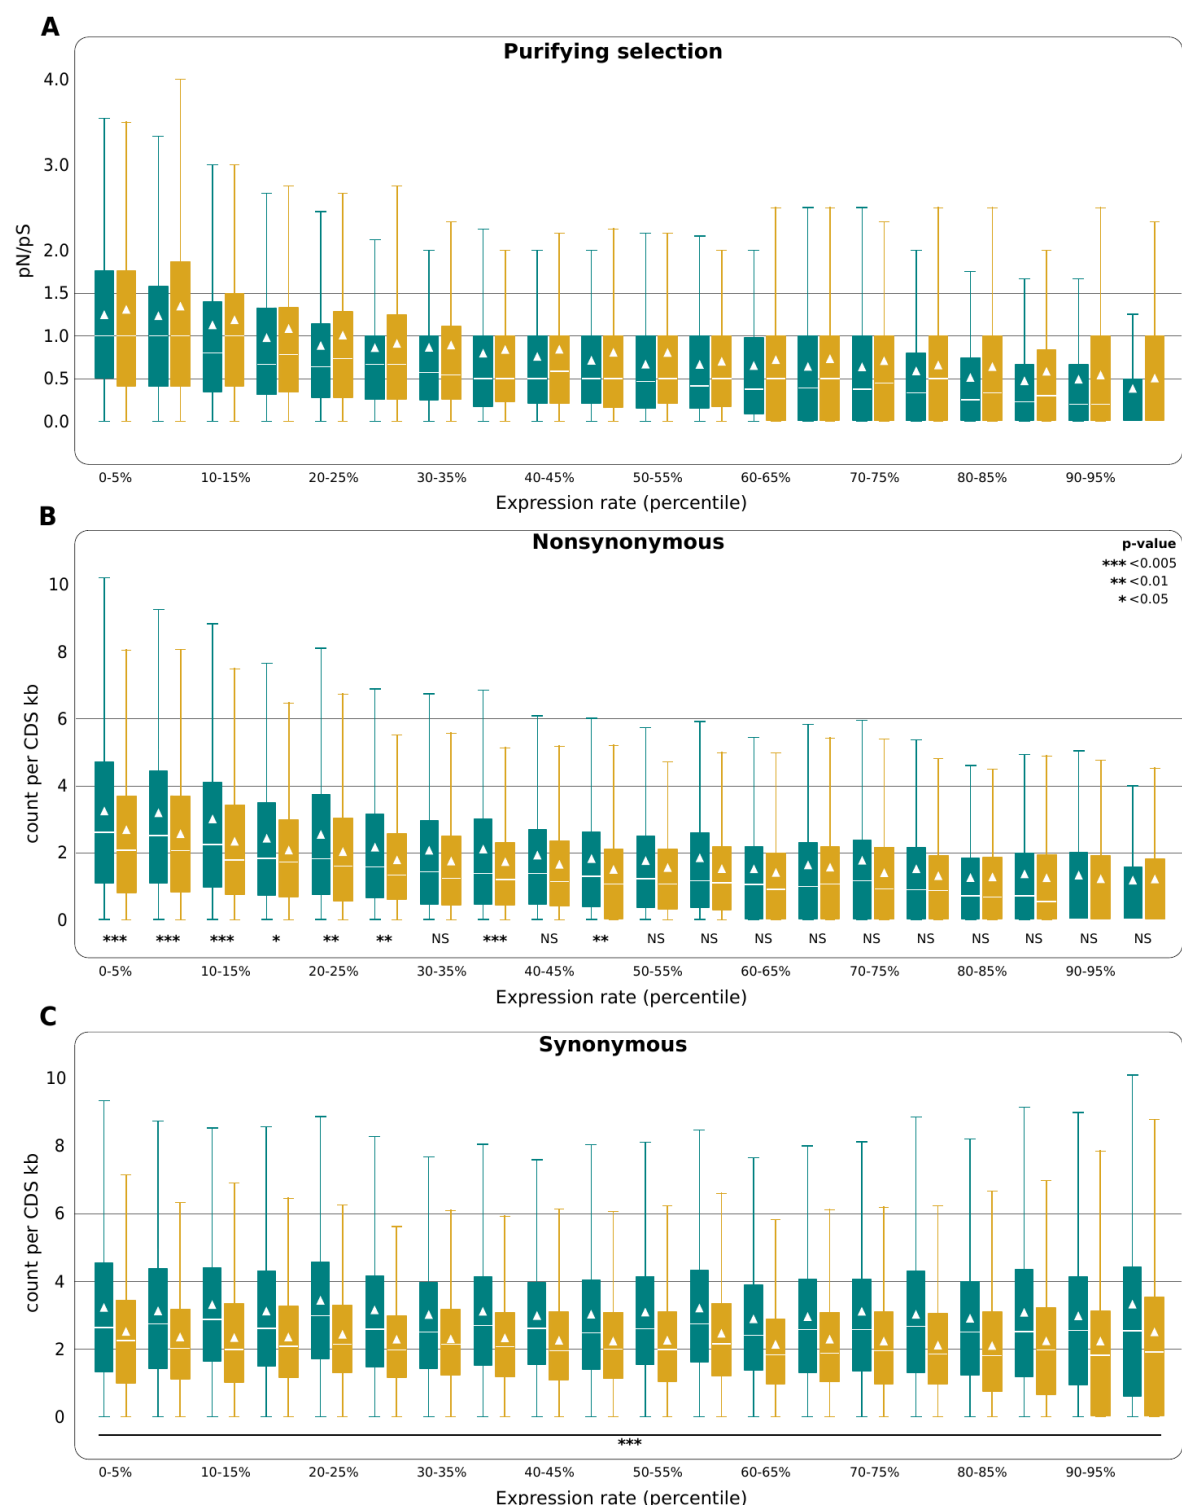 A
Purifying selection
4.0
3.0
2.0
1.5
1.0
0.5
0.0
pN/pS
0-5% 10-15% 20-25% 30-35% 40-45% 50-55% 60-65% 70-75% 80-85% 90-95%
Expression rate (percentile)
B
Nonsynonymous
p-value
***<0.005
**<0.01
*<0.05
10
8
6
4
2
0
count per CDS kb
*** *** *** * ** ** NS *** NS ** NS NS NS NS NS NS NS NS NS NS
0-5% 10-15% 20-25% 30-35% 40-45% 50-55% 60-65% 70-75% 80-85% 90-95%
Expression rate (percentile)
C
Synonymous
10
8
6
4
2
0
count per CDS kb
***
0-5% 10-15% 20-25% 30-35% 40-45% 50-55% 60-65% 70-75% 80-85% 90-95%
Expression rate (percentile)